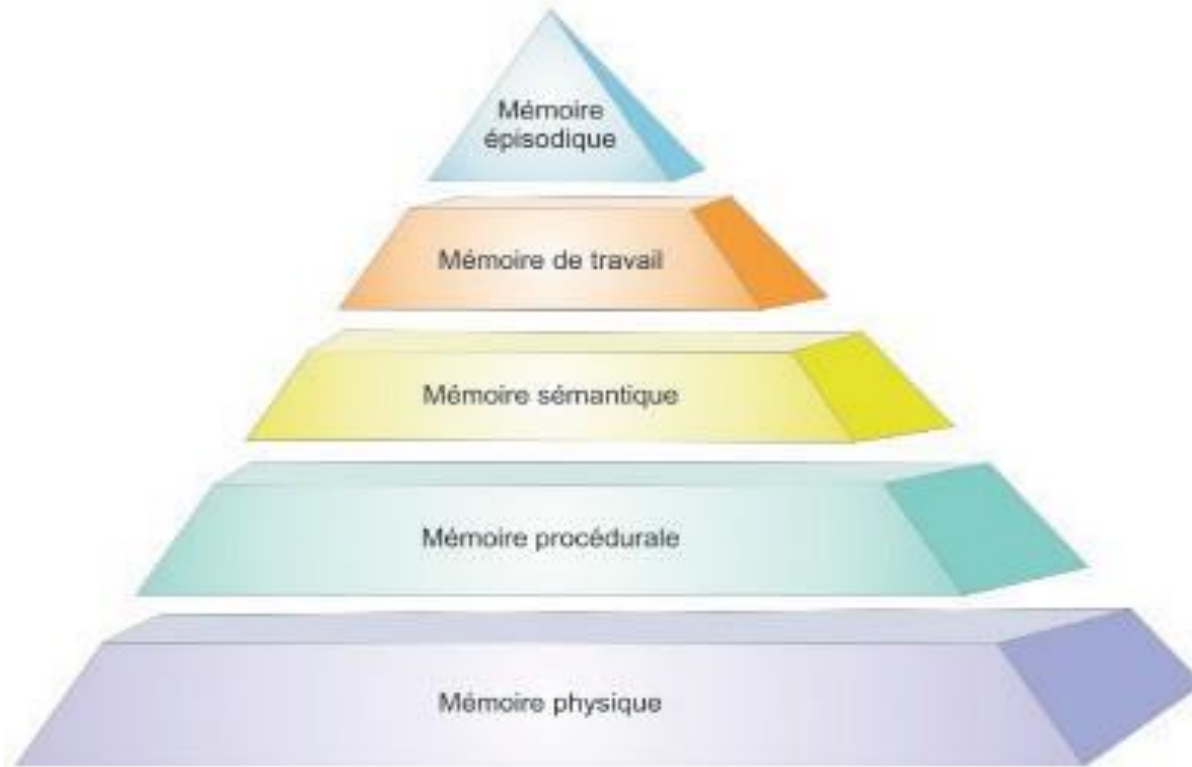 Mémoire
épisodique
Mémoire de travail
Mémoire sémantique
Mémoire procédurale
Mémoire physique